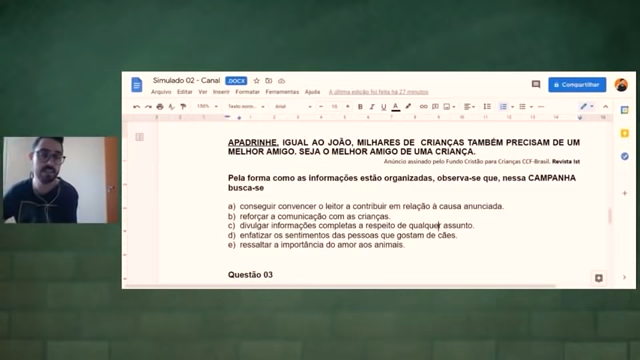 Simulado 02 - Canal .DOCX
Arquivo Editar Ver Inserir Formatar Ferramentas Ajuda A última edição foi feita há 27 minutos
Compartilhar
Arial
APADRINHE, IGUAL AO JOÃO, MILHARES DE CRIANÇAS TAMBÉM PRECISAM DE UM
MELHOR AMIGO. SEJA O MELHOR AMIGO DE UMA CRIANÇA.
Anúncio assinado pelo Fundo Cristão para Crianças CCF-Brasil. Revista Ist
Pela forma como as informações estão organizadas, observa-se que, nessa CAMPANHA
busca-se
a) conseguir convencer o leitor a contribuir em relação à causa anunciada.
b) reforçar a comunicação com as crianças.
c) divulgar informações completas a respeito de qualquer assunto.
d) enfatizar os sentimentos das pessoas que gostam de cães.
e) ressaltar a importância do amor aos animais.
Questão 03